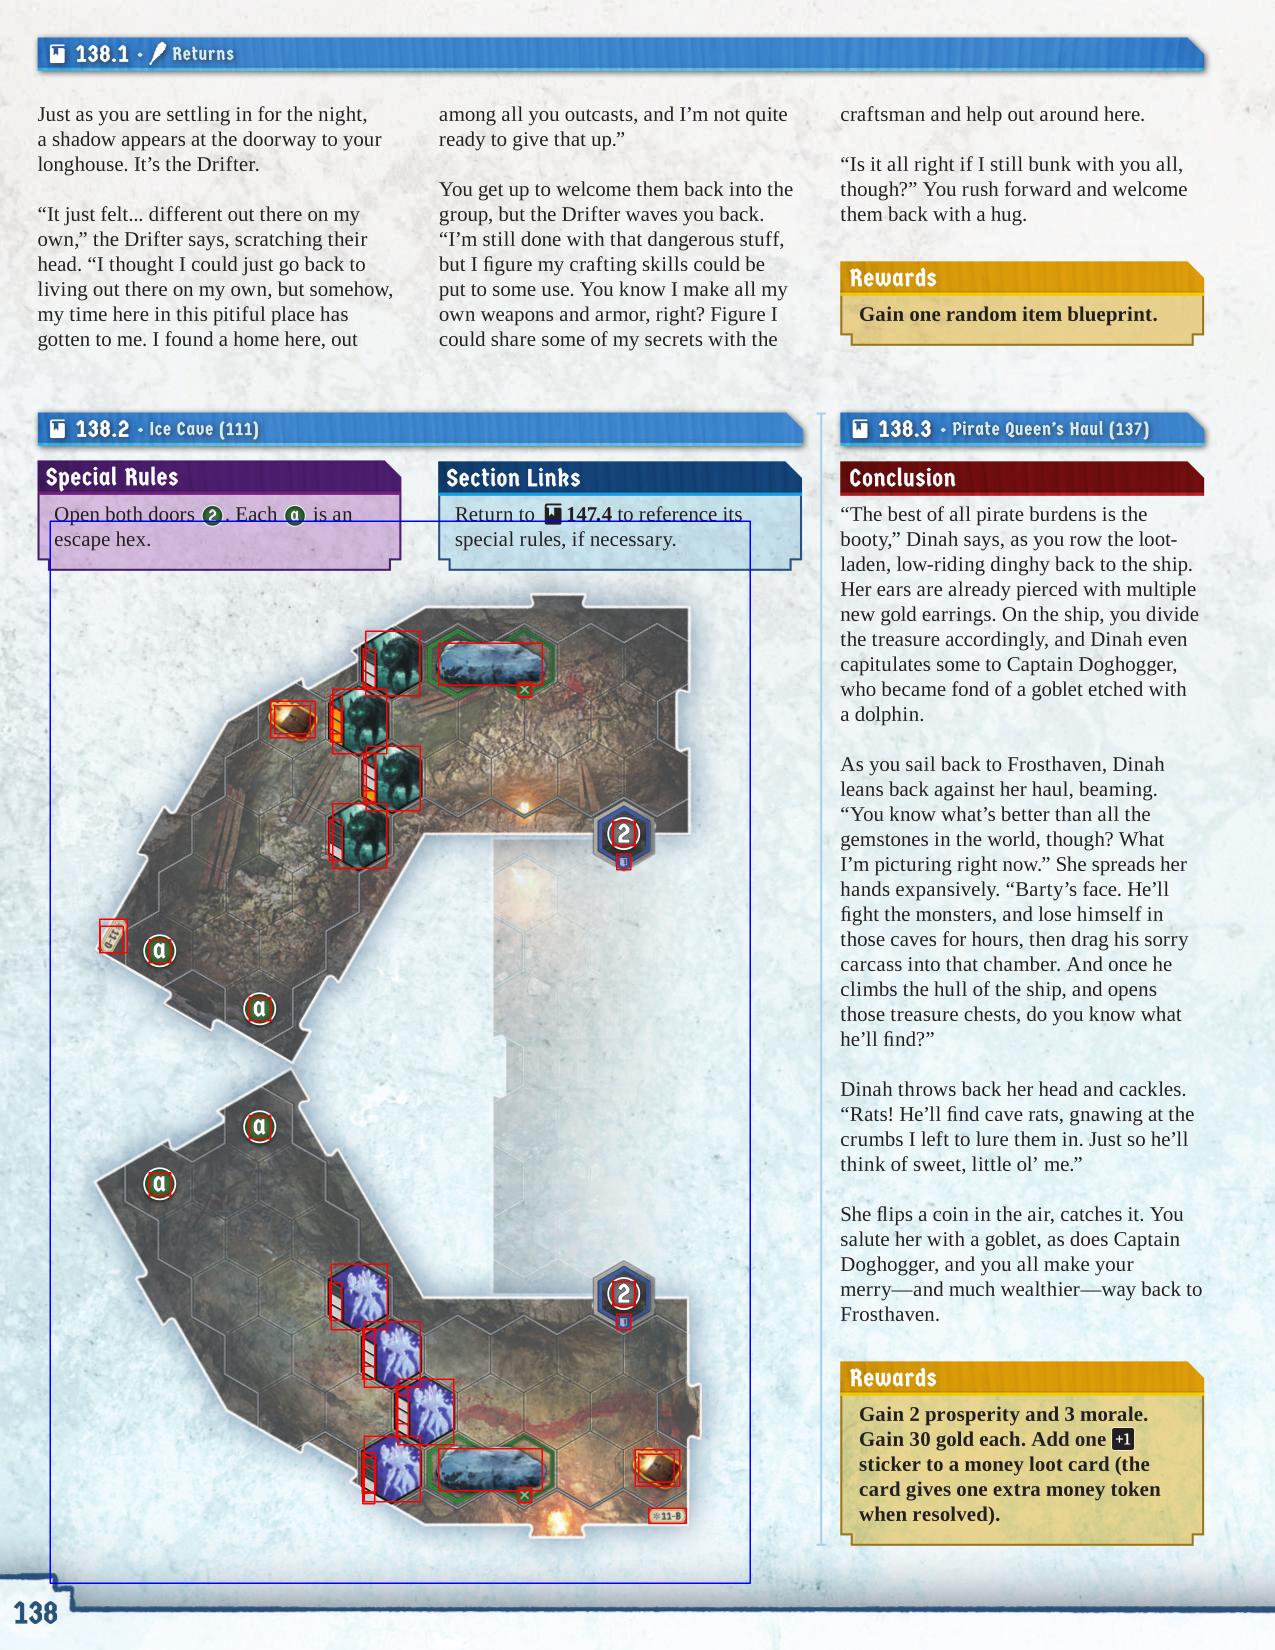 138.1 • Returns
Just as you are settling in for the night,
a shadow appears at the doorway to your
longhouse. It’s the Drifter.
“It just felt... different out there on my
own,” the Drifter says, scratching their
head. “I thought I could just go back to
living out there on my own, but somehow,
my time here in this pitiful place has
gotten to me. I found a home here, out
among all you outcasts, and I’m not quite
ready to give that up.”
You get up to welcome them back into the
group, but the Drifter waves you back.
“I’m still done with that dangerous stuff,
but I figure my crafting skills could be
put to some use. You know I make all my
own weapons and armor, right? Figure I
could share some of my secrets with the
craftsman and help out around here.
“Is it all right if I still bunk with you all,
though?” You rush forward and welcome
them back with a hug.
Rewards
Gain one random item blueprint.
138.2 • Ice Cave (111)
Special Rules
Open both doors 2. Each a is an
escape hex.
Section Links
Return to 147.4 to reference its
special rules, if necessary.
2
11-D
a
a
a
a
2
11-B
138.3 • Pirate Queen’s Haul (137)
Conclusion
“The best of all pirate burdens is the
booty,” Dinah says, as you row the loot-
laden, low-riding dinghy back to the ship.
Her ears are already pierced with multiple
new gold earrings. On the ship, you divide
the treasure accordingly, and Dinah even
capitulates some to Captain Doghogger,
who became fond of a goblet etched with
a dolphin.
As you sail back to Frosthaven, Dinah
leans back against her haul, beaming.
“You know what’s better than all the
gemstones in the world, though? What
I’m picturing right now.” She spreads her
hands expansively. “Barty’s face. He’ll
fight the monsters, and lose himself in
those caves for hours, then drag his sorry
carcass into that chamber. And once he
climbs the hull of the ship, and opens
those treasure chests, do you know what
he’ll find?”
Dinah throws back her head and cackles.
“Rats! He’ll find cave rats, gnawing at the
crumbs I left to lure them in. Just so he’ll
think of sweet, little ol’ me.”
She flips a coin in the air, catches it. You
salute her with a goblet, as does Captain
Doghogger, and you all make your
merry—and much wealthier—way back to
Frosthaven.
Rewards
Gain 2 prosperity and 3 morale.
Gain 30 gold each. Add one +1
sticker to a money loot card (the
card gives one extra money token
when resolved).
138